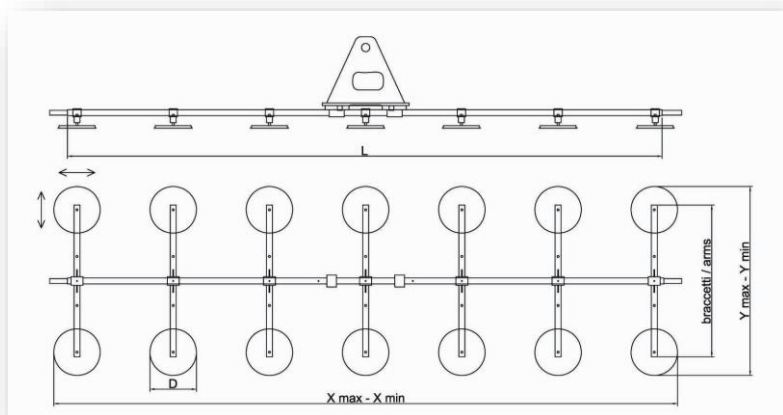 L
braccetti / arms
Y max - Y min
D
X max - X min